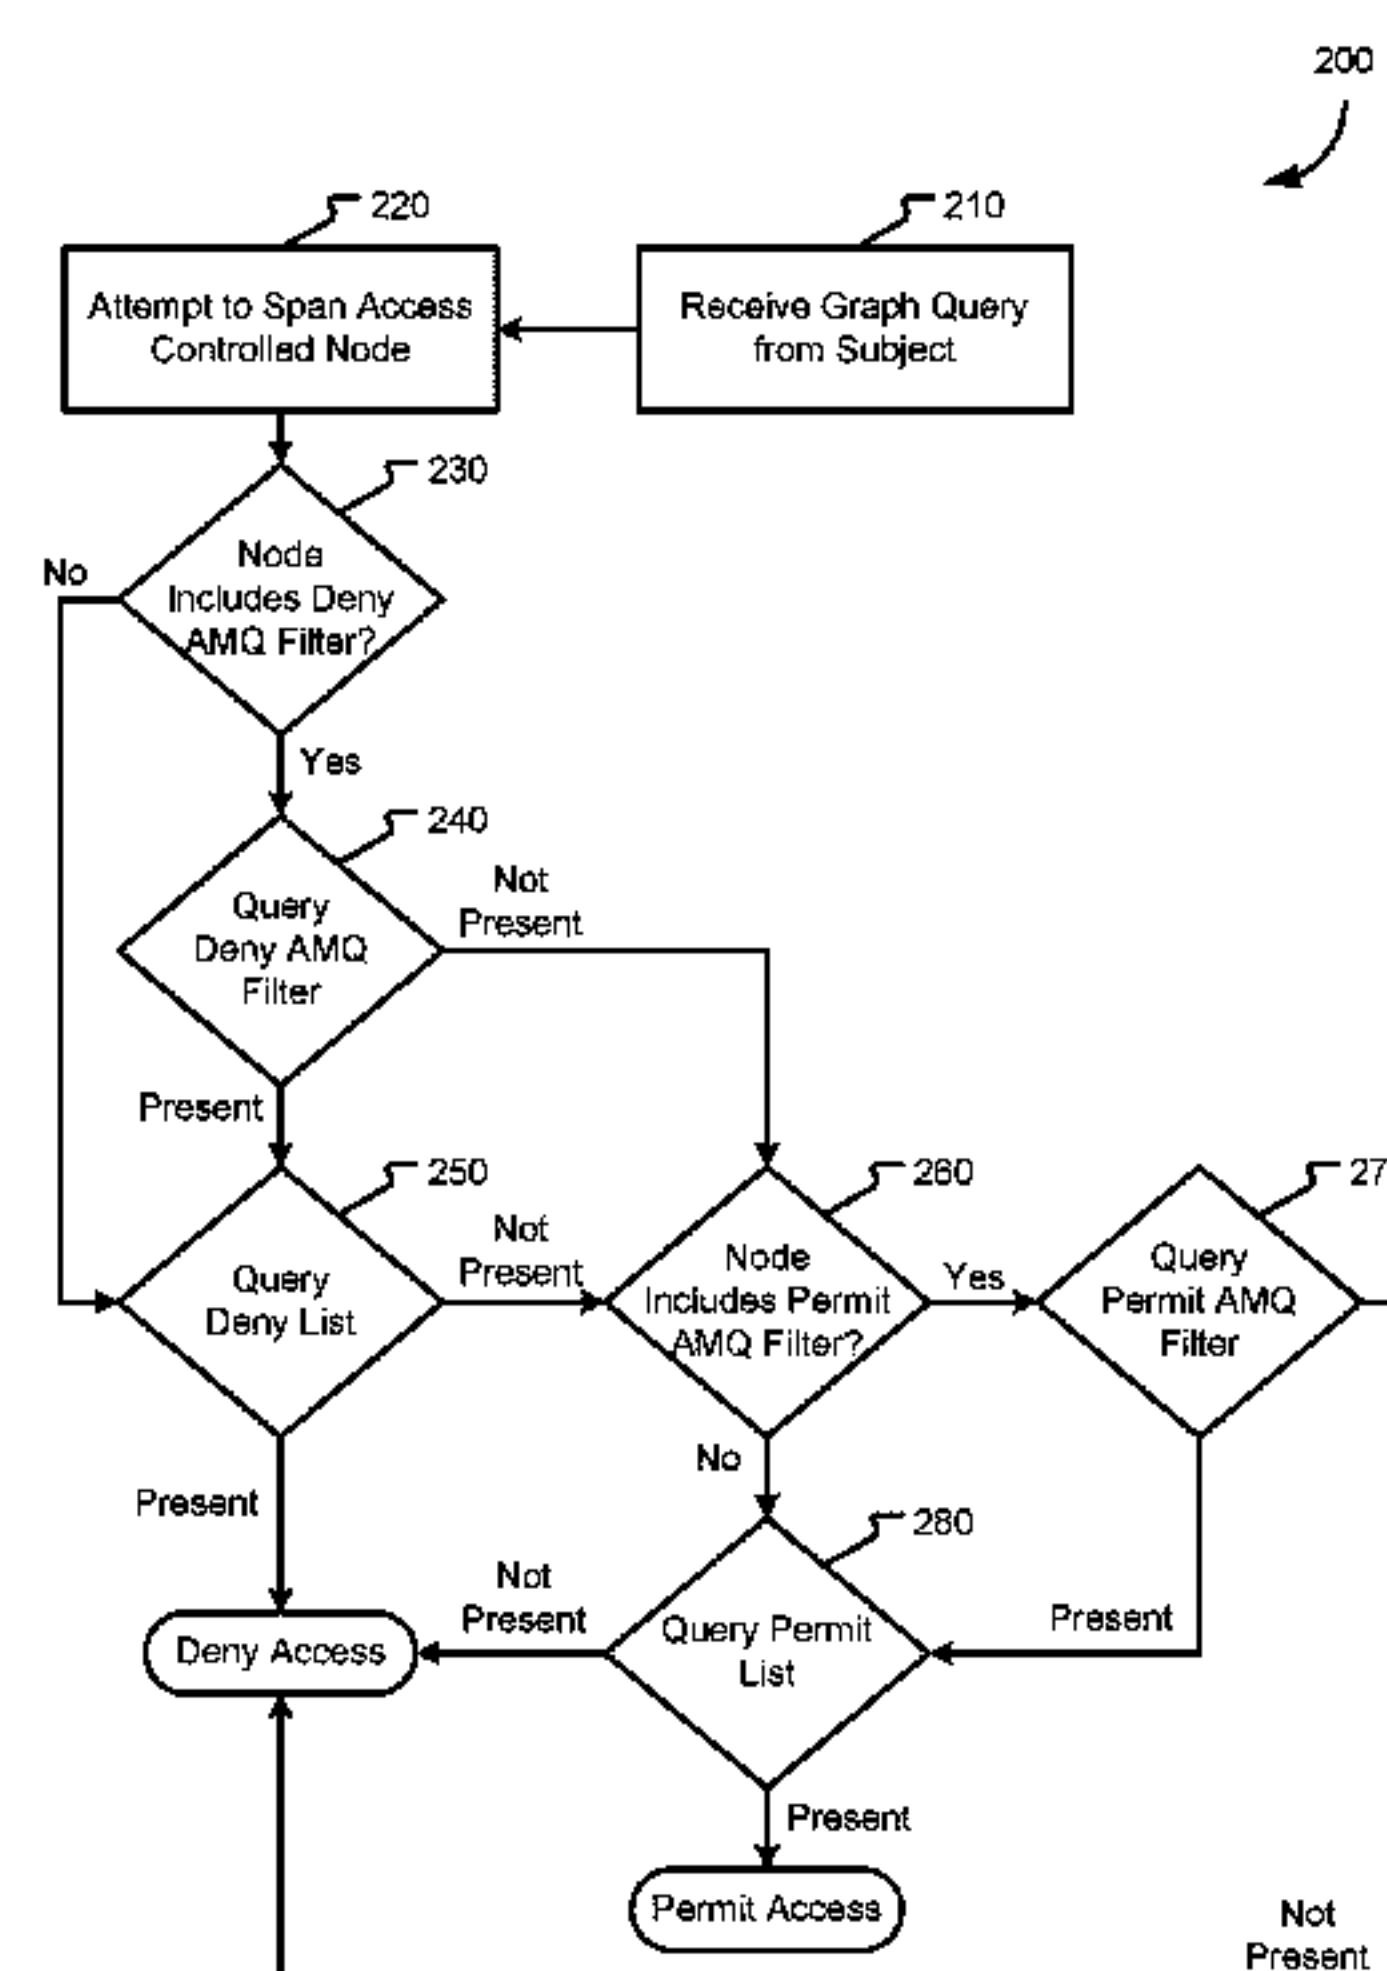 200
220
210
Attempt to Span Access
Controlled Node
Receive Graph Query
from Subject
230
Node
Includes Deny
AMQ Filter?
No
Yes
240
Query
Deny AMQ
Filter
Not
Present
Present
250
Query
Deny List
Not
Present
260
Node
Includes Permit
AMQ Filter?
Yes
27
Query
Permit AMQ
Filter
Present
No
280
Not
Present
Query Permit
List
Present
Deny Access
Present
Permit Access
Not
Present